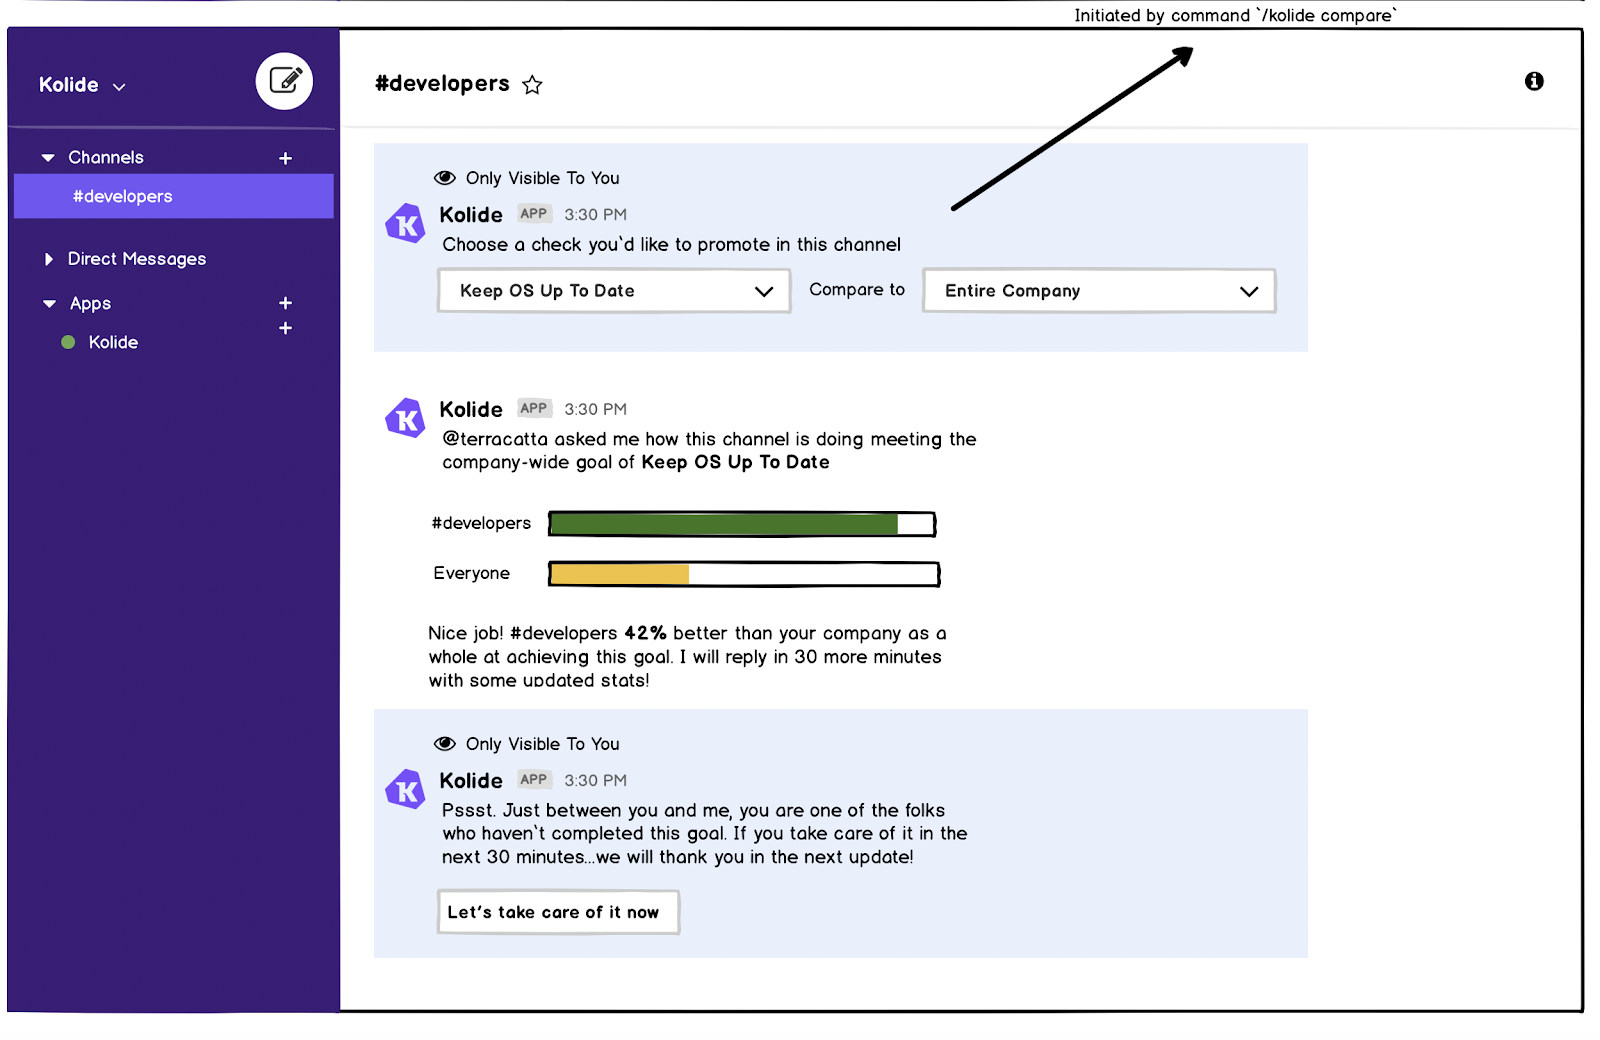 Initiated by command `/kolide compare`
Kolide
#developers
Channels
#developers
Direct Messages
Apps
Kolide
Only Visible To You
Kolide APP 3:30 PM
Choose a check you`d like to promote in this channel
Keep OS Up To Date Compare to Entire Company
Kolide APP 3:30 PM
@terracatta asked me how this channel is doing meeting the
company-wide goal of Keep OS Up To Date
#developers
Everyone
Nice job! #developers 42% better than your company as a
whole at achieving this goal. I will reply in 30 more minutes
with some updated stats!
Only Visible To You
Kolide APP 3:30 PM
Pssst. Just between you and me, you are one of the folks
who haven`t completed this goal. If you take care of it in the
next 30 minutes...we will thank you in the next update!
Let's take care of it now